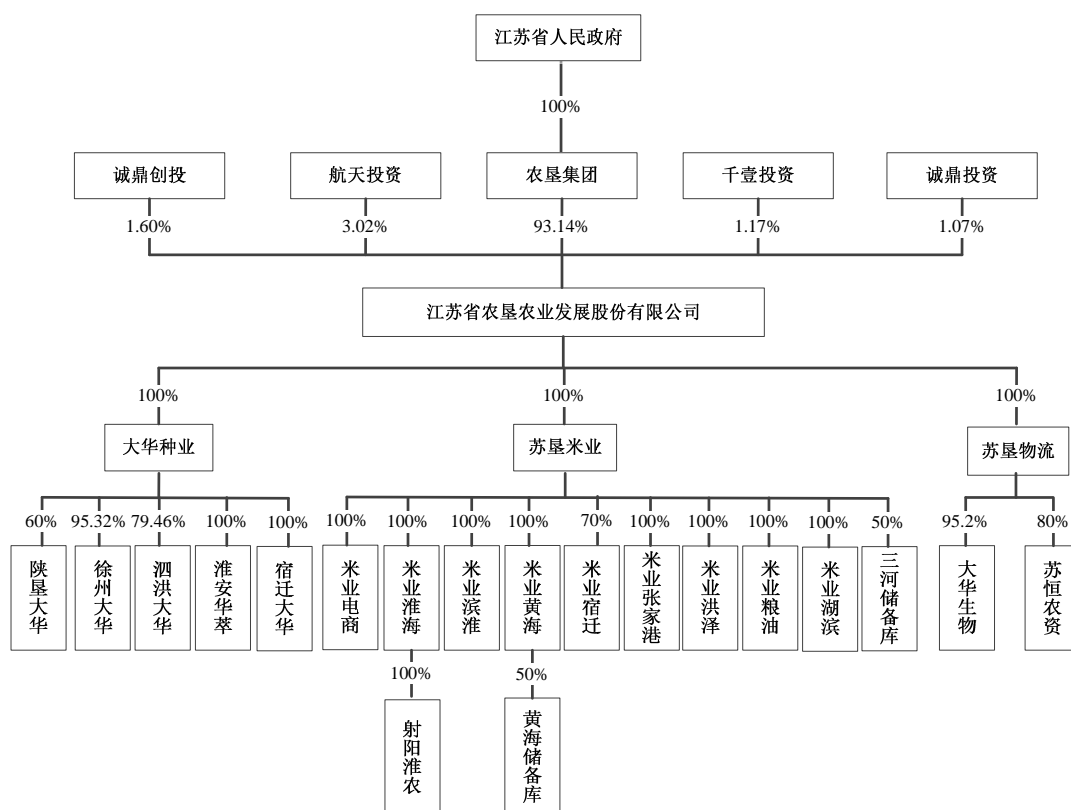 江苏省人民政府
100%
诚鼎创投
航天投资
农垦集团
千壹投资
诚鼎投资
1.60%
3.02%
93.14%
1.17%
1.07%
江苏省农垦农业发展股份有限公司
100%
100%
100%
大华种业
苏垦米业
苏垦物流
60%
95.32%
79.46%
100%
100%
100%
100%
100%
100%
70%
100%
100%
100%
100%
50%
95.2%
80%
陕垦大华
徐州大华
泗洪大华
淮安华萃
宿迁大华
米业电商
米业淮海
米业滨淮
米业黄海
米业宿迁
米业张家港
米业洪泽
米业粮油
米业湖滨
三河储备库
大华生物
苏恒农资
100%
50%
射阳淮农
黄海储备库